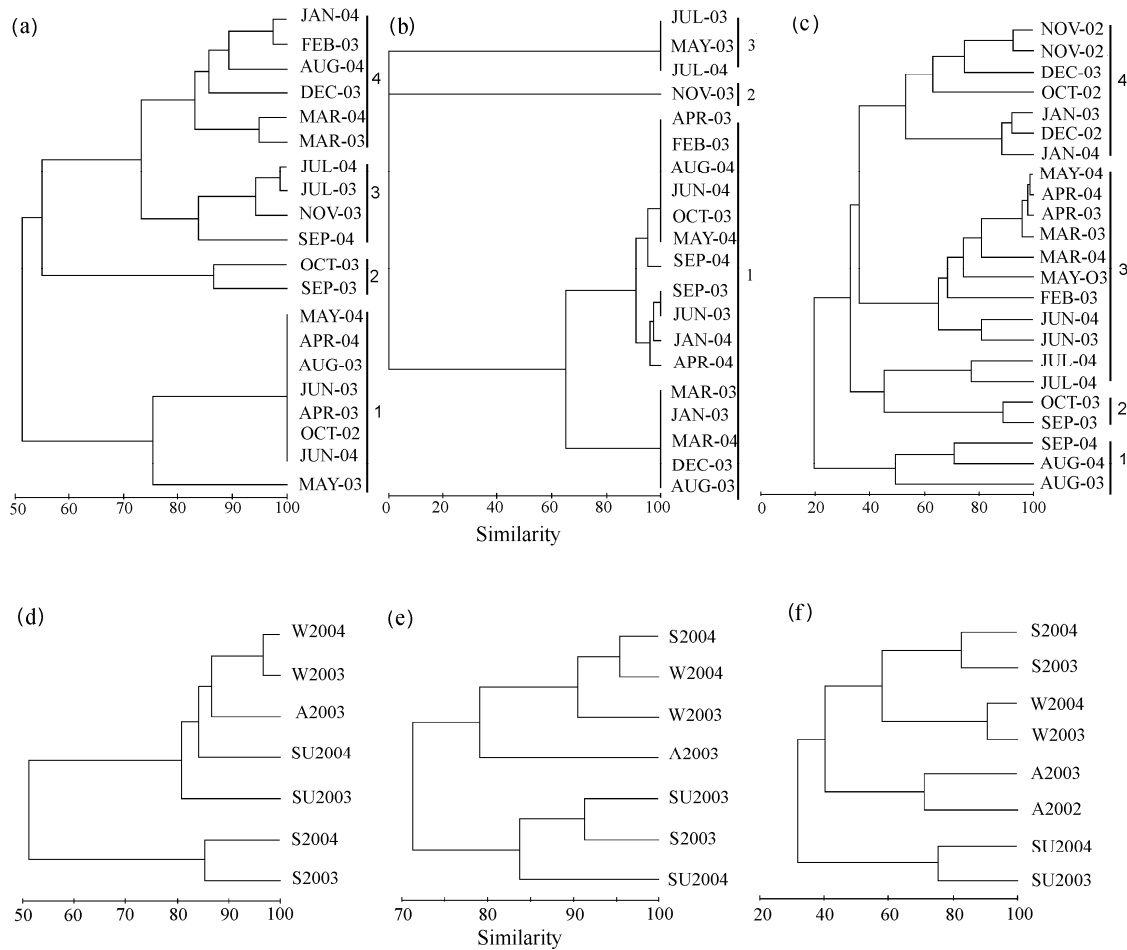 (a)
JAN-04
FEB-03
AUG-04
DEC-03
MAR-04
MAR-03
4
JUL-04
JUL-03
NOV-03
SEP-04
3
OCT-03
SEP-03
2
MAY-04
APR-04
AUG-03
JUN-03
APR-03
OCT-02
JUN-04
MAY-03
1
50 60 70 80 90 100
(b)
JUL-03
MAY-03
JUL-04
3
NOV-03
2
APR-03
FEB-03
AUG-04
JUN-04
OCT-03
MAY-04
SEP-04
SEP-03
JUN-03
JAN-04
APR-04
MAR-03
JAN-03
MAR-04
DEC-03
AUG-03
1
0 20 40 60 80 100
Similarity
(c)
NOV-02
NOV-02
DEC-03
OCT-02
JAN-03
DEC-02
JAN-04
4
MAY-04
APR-04
APR-03
MAR-03
MAR-04
MAY-O3
FEB-03
JUN-04
JUN-03
JUL-04
JUL-04
3
OCT-03
SEP-03
2
SEP-04
AUG-04
AUG-03
1
0 20 40 60 80 100
(d)
W2004
W2003
A2003
SU2004
SU2003
S2004
S2003
50 60 70 80 90 100
(e)
S2004
W2004
W2003
A2003
SU2003
S2003
SU2004
70 80 90 100
Similarity
(f)
S2004
S2003
W2004
W2003
A2003
A2002
SU2004
SU2003
20 40 60 80 100